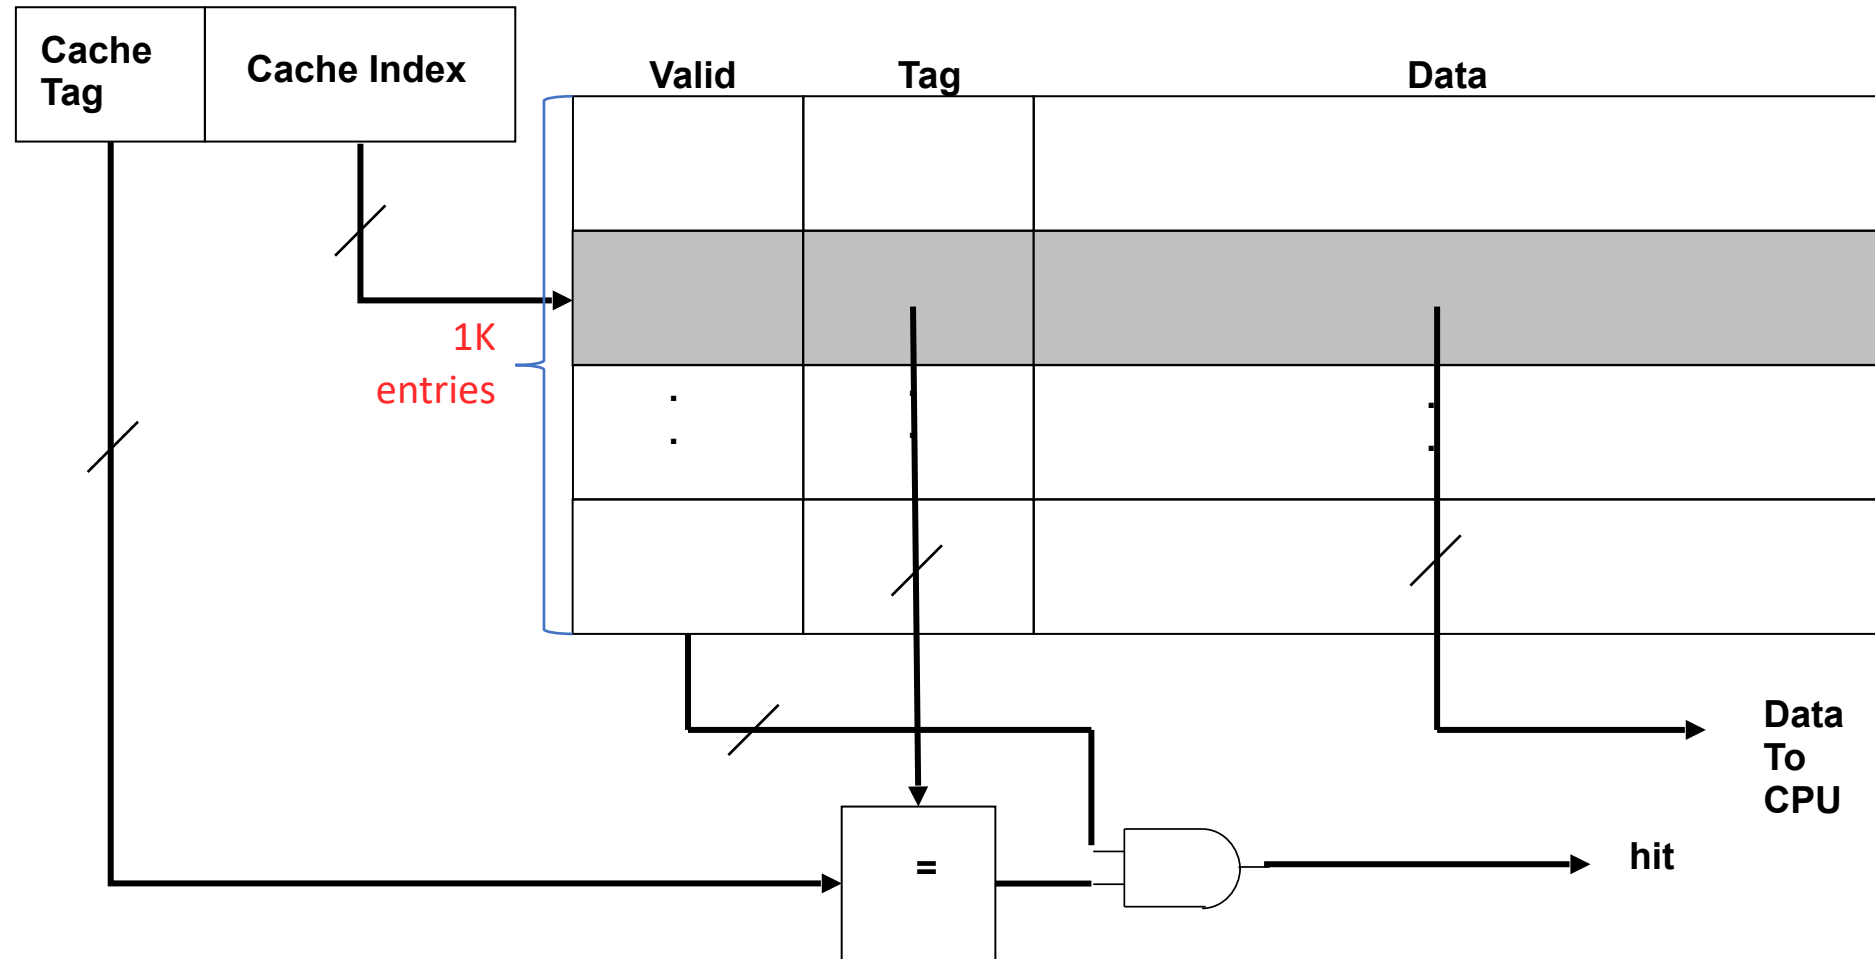 Cache
Tag
Cache Index
Valid
Tag
Data
1K
entries
.
.
.
.
.
.
Data
To
CPU
=
hit